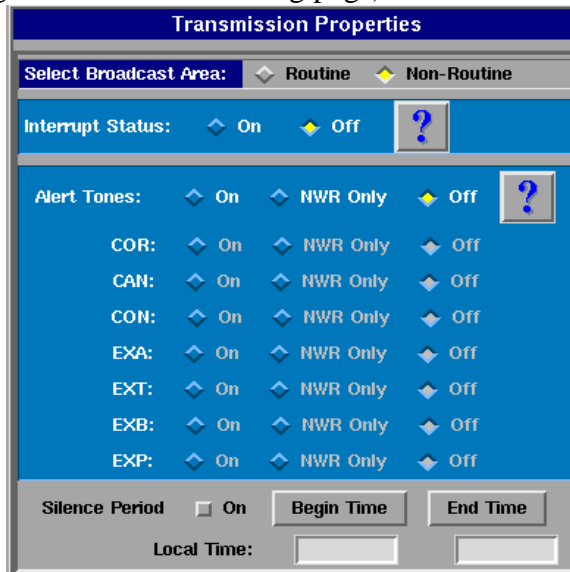 Transmission Properties
Select Broadcast Area: Routine Non-Routine
Interrupt Status: On Off ?
Alert Tones: On NWR Only Off ?
COR: On NWR Only Off
CAN: On NWR Only Off
CON: On NWR Only Off
EXA: On NWR Only Off
EXT: On NWR Only Off
EXB: On NWR Only Off
EXP: On NWR Only Off
Silence Period On Begin Time End Time
Local Time: